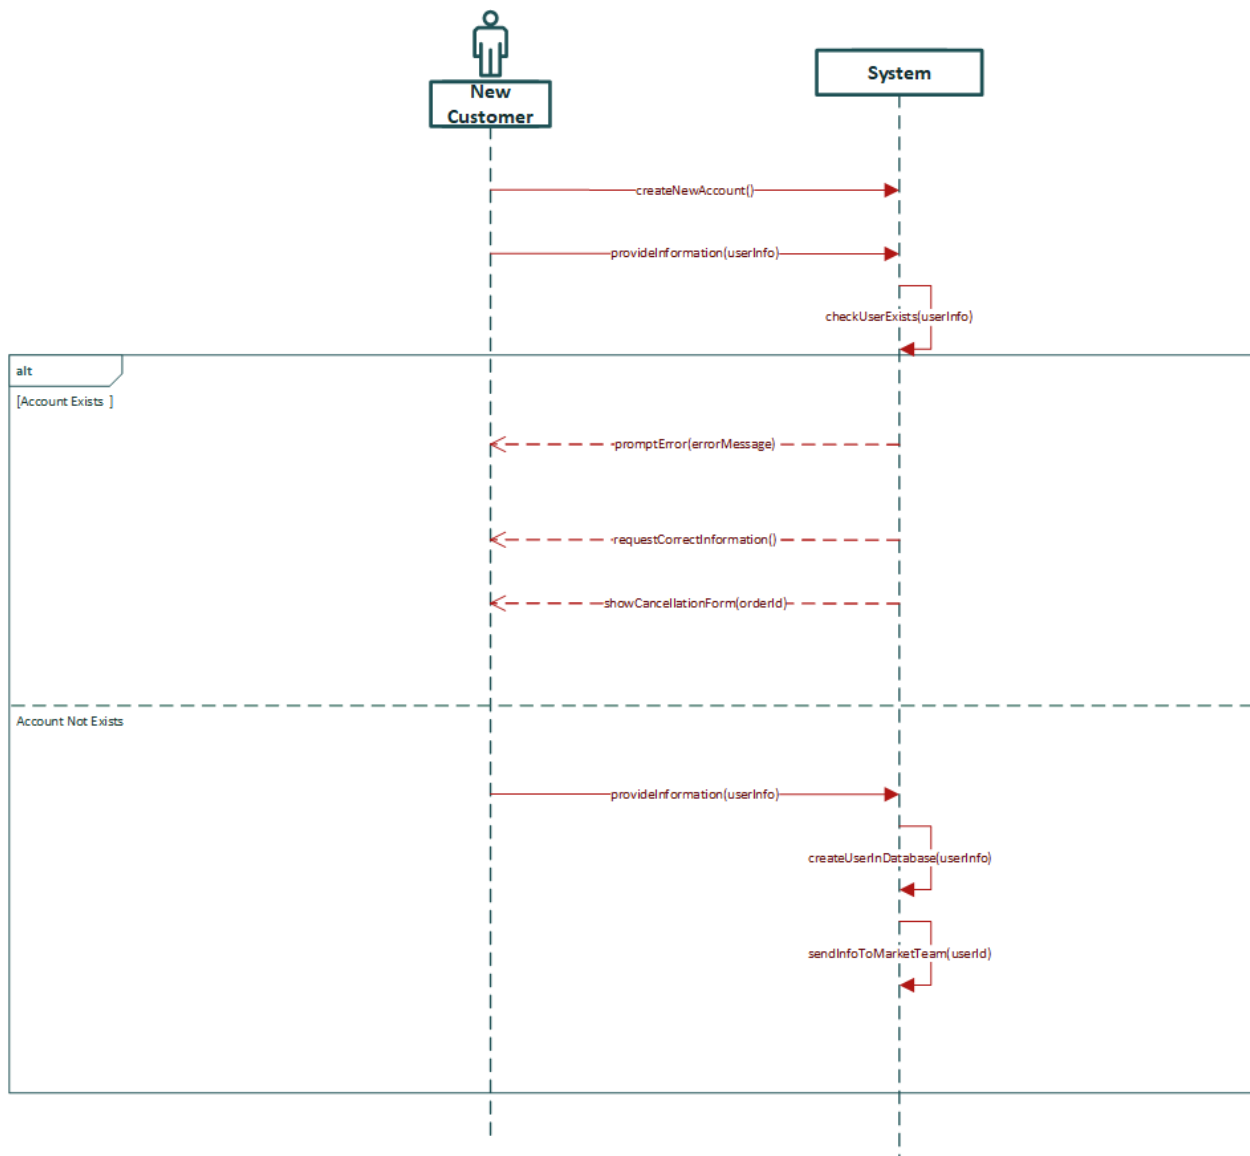 New
Customer
System
createNewAccount()
provideInformation(userInfo)
checkUserExists(userInfo)
alt
[Account Exists ]
promptError(errorMessage)
requestCorrectInformation()
showCancellationForm(orderId)
Account Not Exists
provideInformation(userInfo)
createUserInDatabase(userInfo)
sendInfoToMarketTeam(userId)